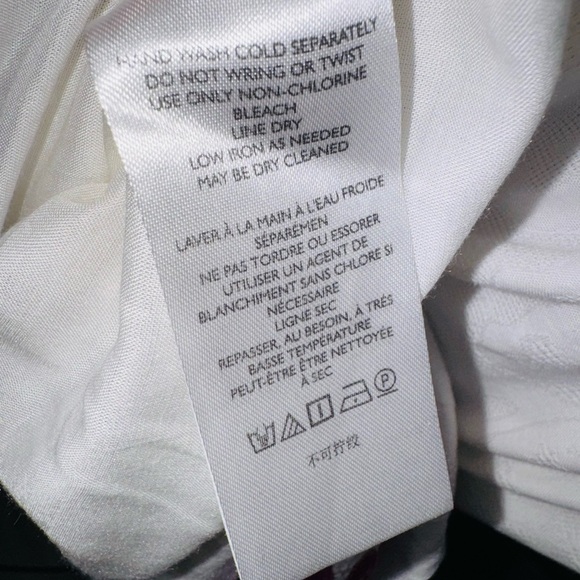 HAND WASH COLD SEPARATELY
DO NOT WRING OR TWIST
USE ONLY NON-CHLORINE
BLEACH
LINE DRY
LOW IRON AS NEEDED
MAY BE DRY CLEANED
LAVER À LA MAIN À L'EAU FROIDE
SÉPARÉMEN
NE PAS TORDRE OU ESSORER
UTILISER UN AGENT DE
BLANCHIMENT SANS CHLORE SI
NÉCESSAIRE
LIGNE SEC
REPASSER, AU BESOIN, À TRÈS
BASSE TEMPÉRATURE
PEUT-ÊTRE ÊTRE NETTOYÉE
À SEC
P
不可拧绞